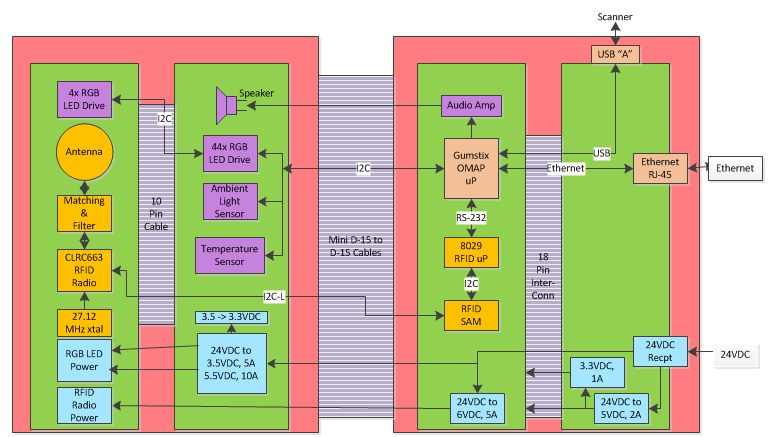 Scanner
USB "A"
4x RGB
LED Drive
I2C
Speaker
Audio Amp
Antenna
44x RGB
LED Drive
I2C
Gumstix
OMAP
uP
USB
Ethernet
Ethernet
RJ-45
Ethernet
Matching
&
Filter
10
Pin
Cable
Ambient
Light
Sensor
RS-232
CLRC663
RFID
Radio
Temperature
Sensor
Mini D-15 to
D-15 Cables
8029
RFID uP
I2C
18
Pin
Inter-
Conn
I2C-L
RFID
SAM
27.12
MHz xtal
3.5 -> 3.3VDC
RGB LED
Power
24VDC to
3.5VDC, 5A
5.5VDC, 10A
24VDC
Recpt
24VDC
3.3VDC,
1A
RFID
Radio
Power
24VDC to
6VDC, 5A
24VDC to
5VDC, 2A